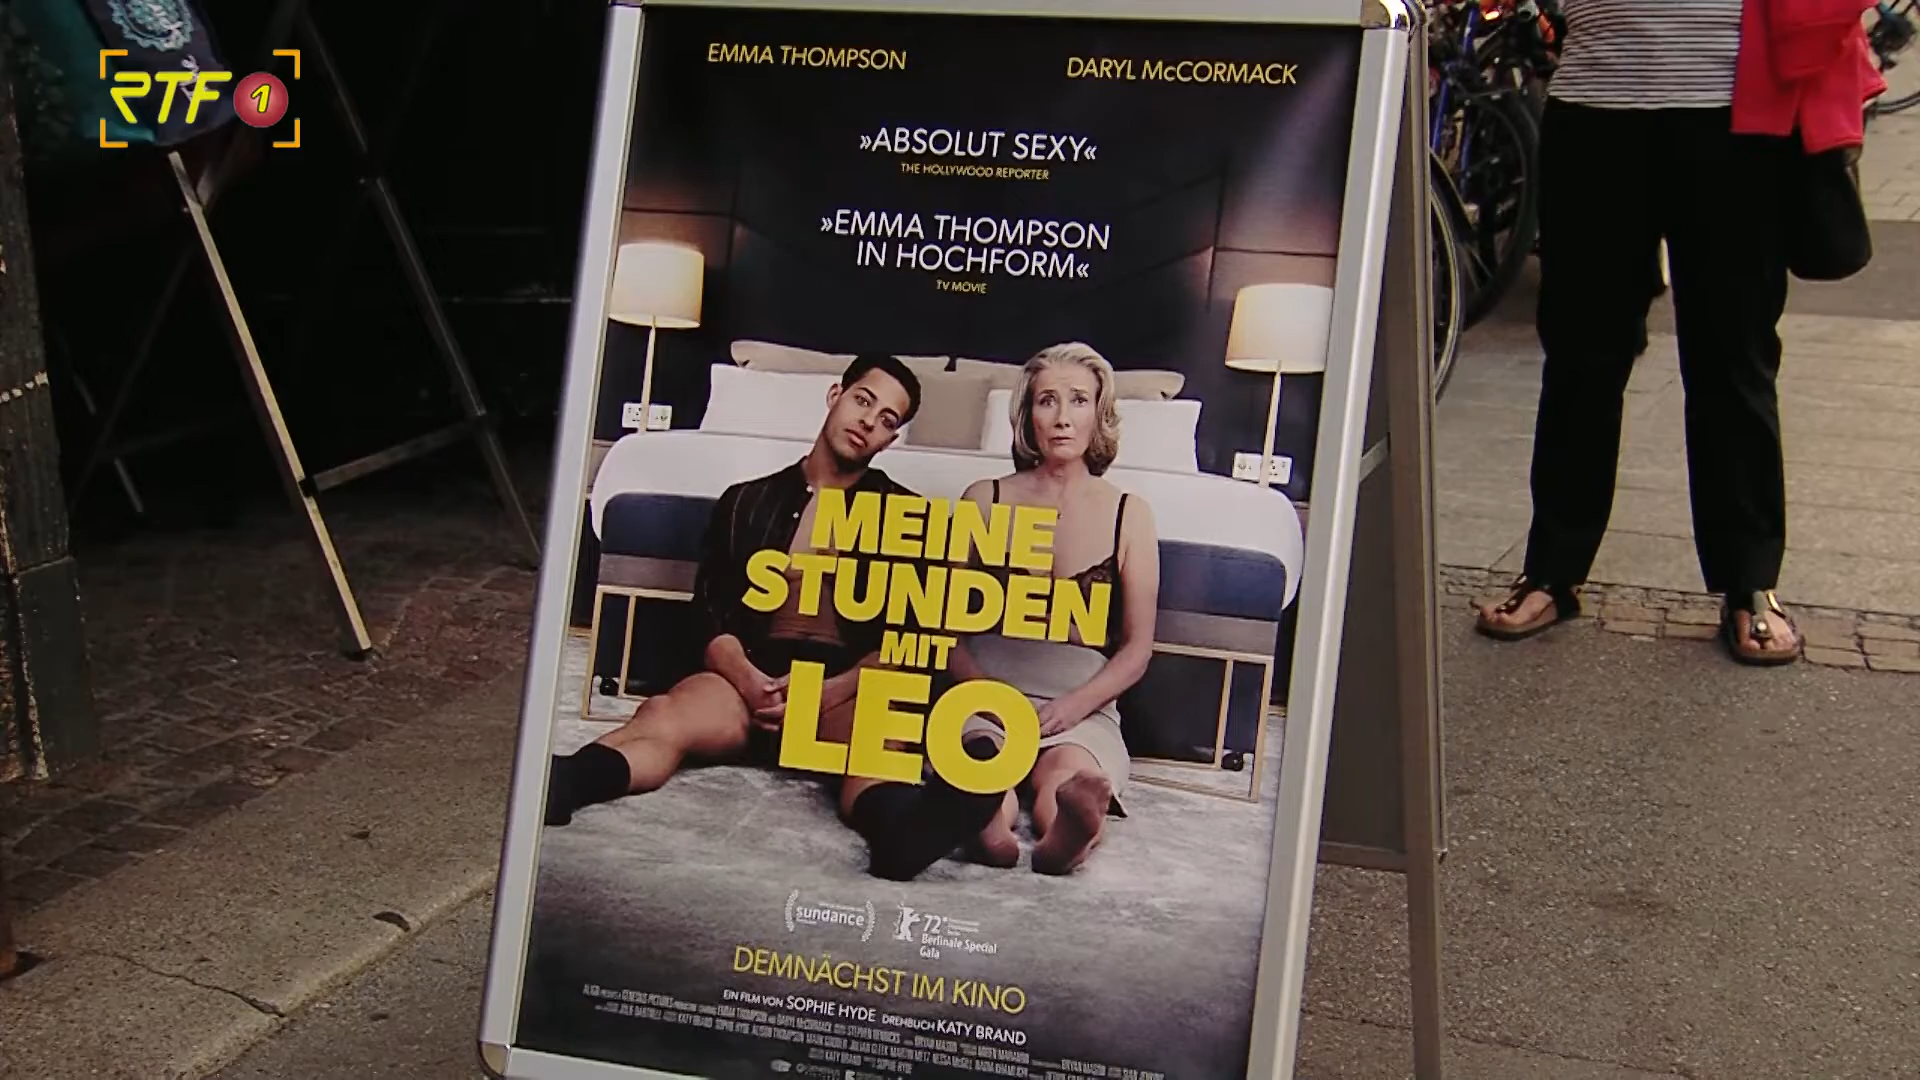 RTF 1
EMMA THOMPSON
DARYL McCORMACK
»ABSOLUT SEXY«
THE HOLLYWOOD REPORTER
»EMMA THOMPSON
IN HOCHFORM«
TV MOVIE
MEINE
STUNDEN
MIT
LEO
sundance
72
Berlinale Special
Gala
DEMNÄCHST IM KINO
EIN FILM VON SOPHIE HYDE DREHBUCH KATY BRAND